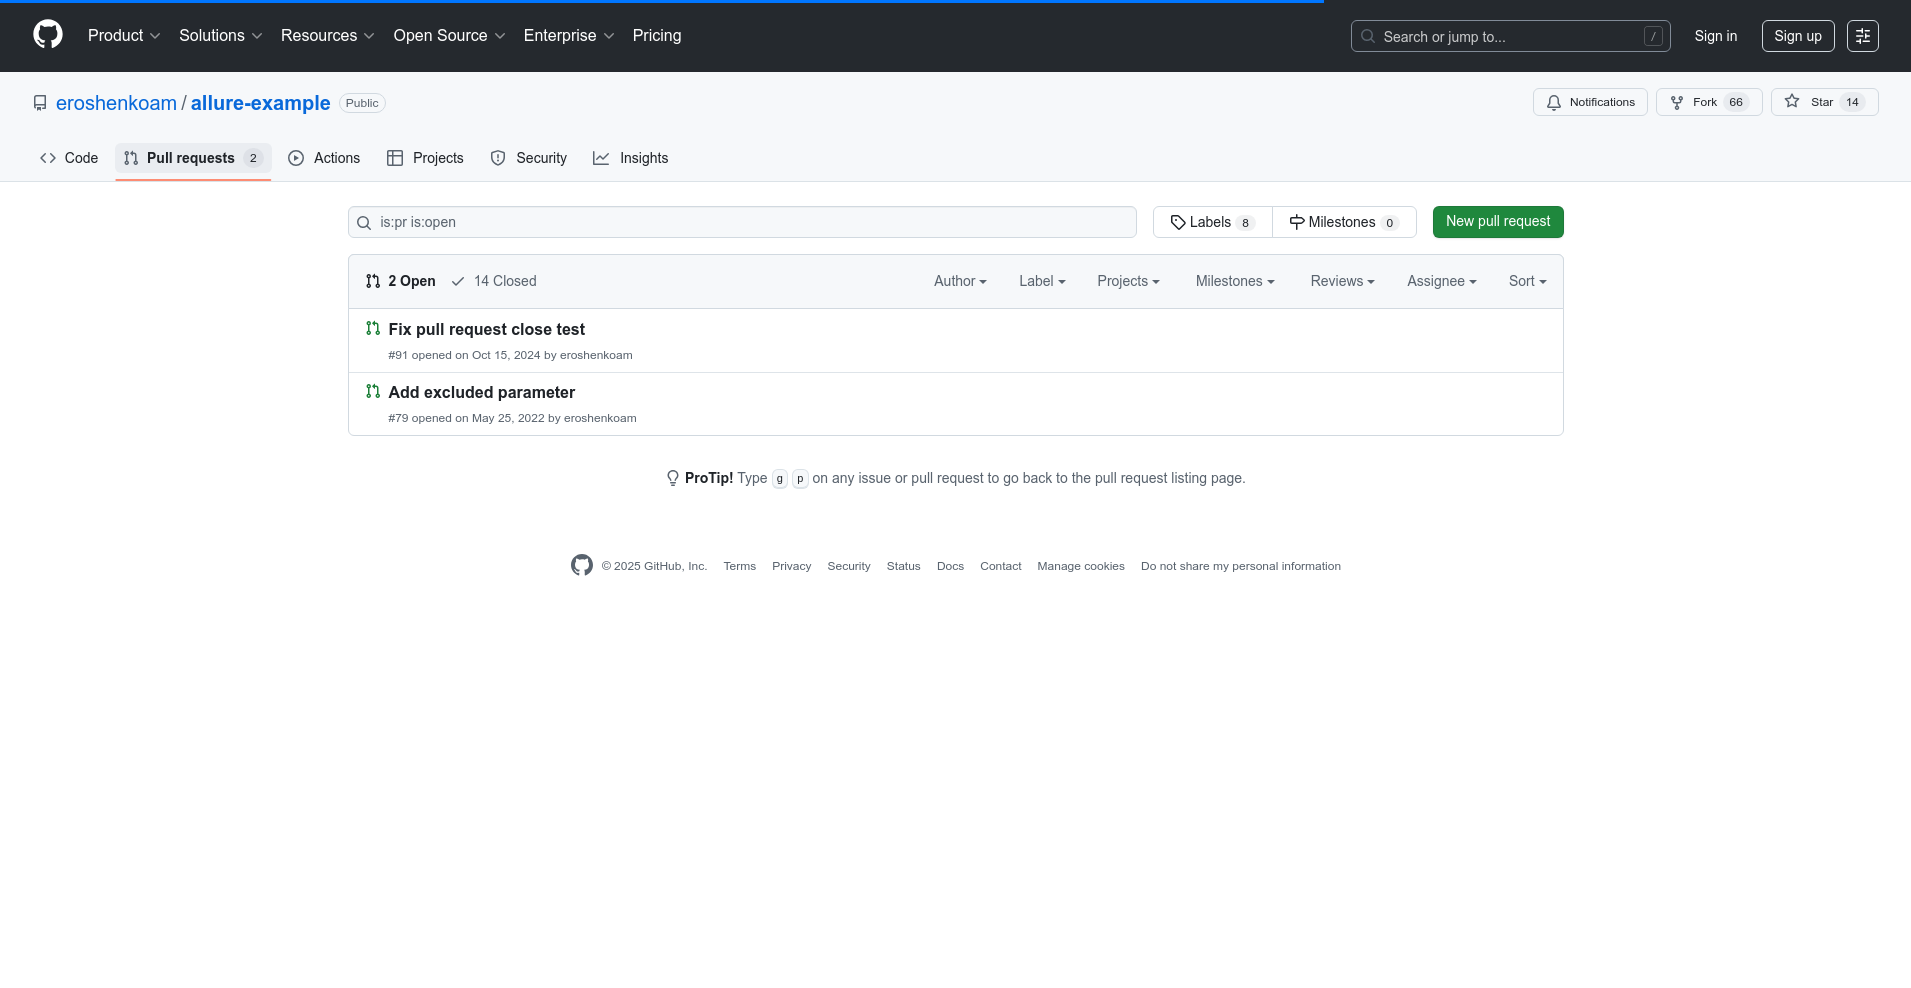 Product Solutions Resources Open Source Enterprise Pricing Search or jump to... / Sign in Sign up
eroshenkoam / allure-example Public Notifications Fork 66 Star 14
Code Pull requests 2 Actions Projects Security Insights
is:pr is:open Labels 8 Milestones 0 New pull request
2 Open 14 Closed Author Label Projects Milestones Reviews Assignee Sort
Fix pull request close test
#91 opened on Oct 15, 2024 by eroshenkoam
Add excluded parameter
#79 opened on May 25, 2022 by eroshenkoam
ProTip! Type g p on any issue or pull request to go back to the pull request listing page.
© 2025 GitHub, Inc. Terms Privacy Security Status Docs Contact Manage cookies Do not share my personal information